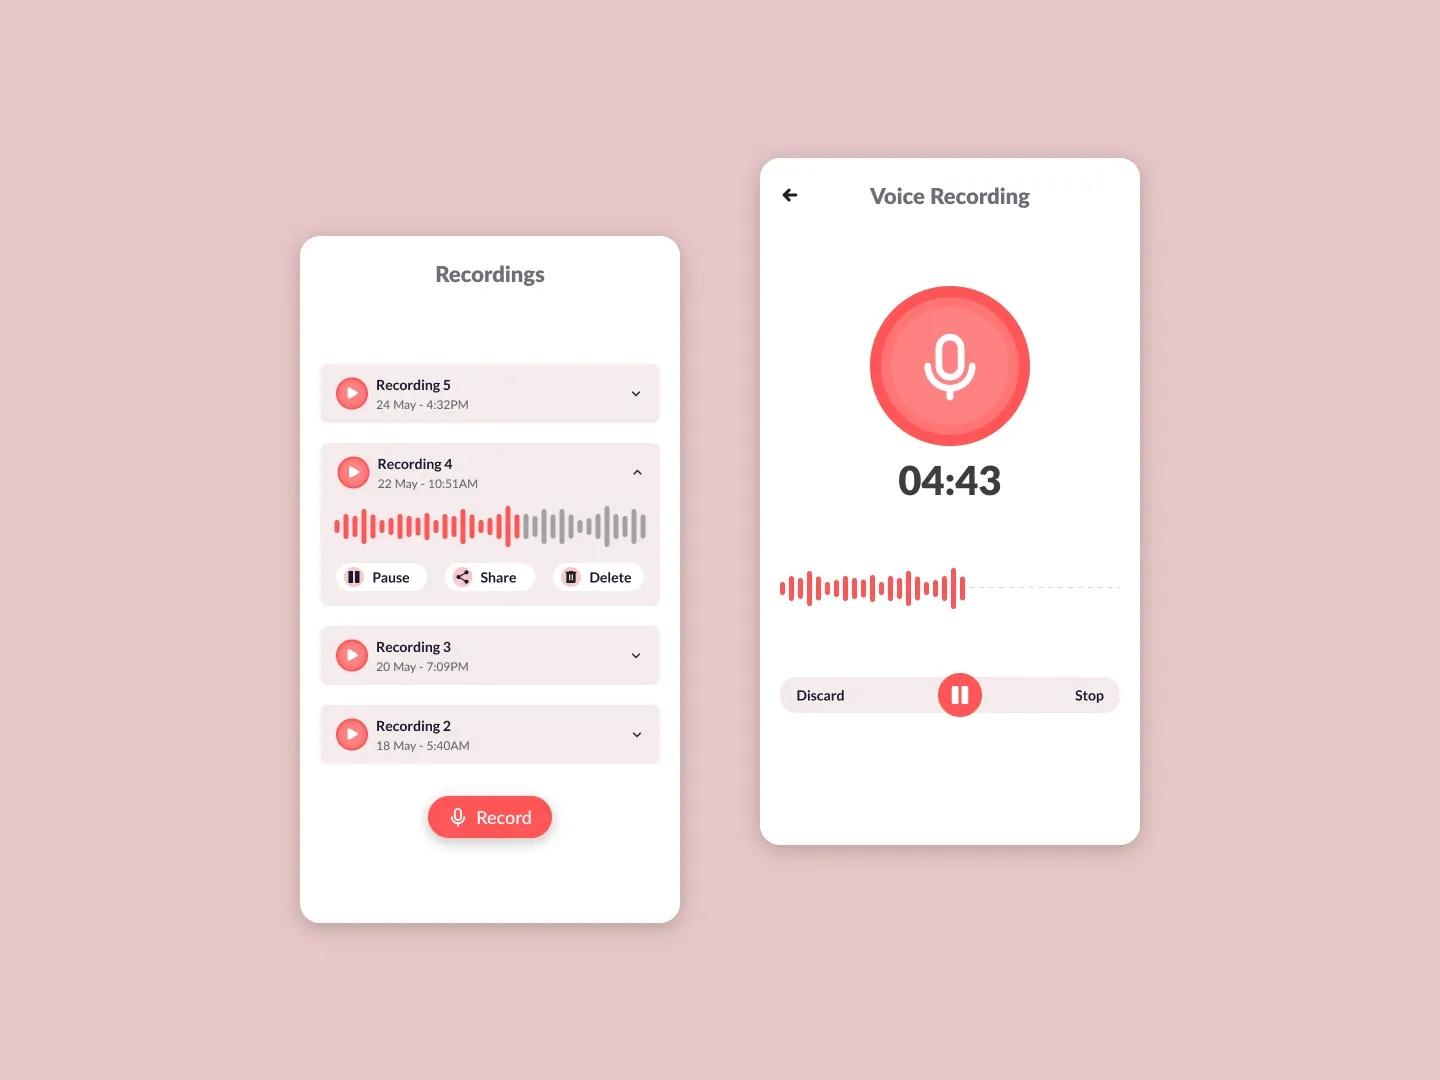 Recordings
Recording 5
24 May - 4:32PM
Recording 4
22 May - 10:51AM
Pause
Share
Delete
Recording 3
20 May - 7:09PM
Recording 2
18 May - 5:40AM
Record
Voice Recording
04:43
Discard
Stop